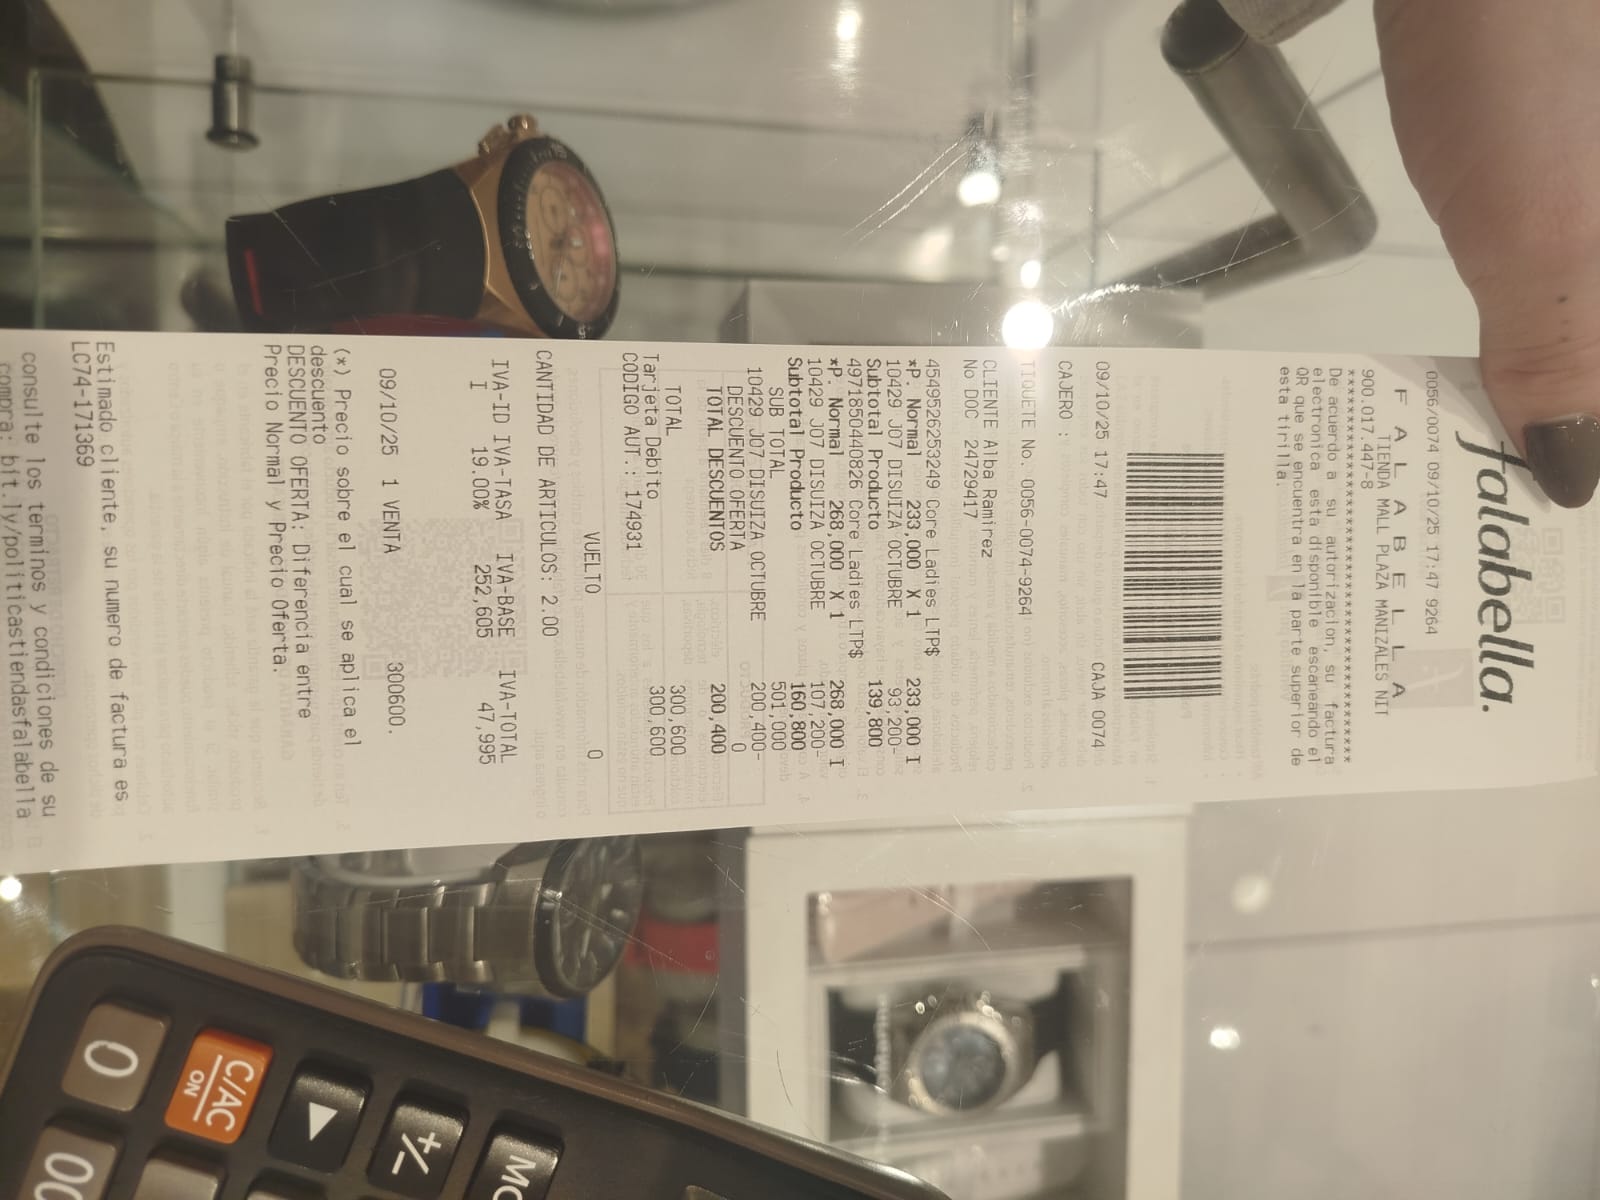 falabella.
0056/0074 09/10/25 17:47 9264
F A L A B E L L A
TIENDA MALL PLAZA MANIZALES NIT
900.017.447-8
******************************************
De acuerdo a su autorizacion, su factura
electronica esta disponible escaneando el
QR que se encuentra en la parte superior de
esta tirilla.
09/10/25 17:47 CAJA 0074
CAJERO :
TIQUETE No. 0056-0074-9264
CLIENTE Alba Ramirez
No DOC 24729417
4549526253249 Core Ladies LTP$
*P. Normal 233,000 X 1 233,000 I
10429 J07 DISUIZA OCTUBRE 93,200-
Subtotal Producto 139,800
4971850440826 Core Ladies LTP$
*P. Normal 268,000 X 1 268,000 I
10429 J07 DISUIZA OCTUBRE 107,200-
Subtotal Producto 160,800
SUB TOTAL 501,000
10429 J07 DISUIZA OCTUBRE 200,400-
DESCUENTO OFERTA 0
TOTAL DESCUENTOS 200,400
TOTAL 300,600
Tarjeta Debito 300,600
CODIGO AUT.: 174931
VUELTO 0
CANTIDAD DE ARTICULOS: 2.00
IVA-ID IVA-TASA IVA-BASE IVA-TOTAL
I 19.00% 252,605 47,995
09/10/25 1 VENTA 300600.
(*) Precio sobre el cual se aplica el
descuento
DESCUENTO OFERTA: Diferencia entre
Precio Normal y Precio Oferta.
Estimado cliente, su numero de factura es
LC74-171369
consulte los terminos y condiciones de su
compra: bit.ly/politicastiendasfalabella
0
C/AC
ON
▶
+/-
00